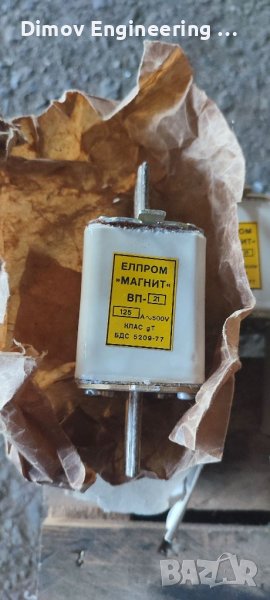 Dimov Engineering ...
ЕЛПРОМ
"МАГНИТ"
ВП- 21
125 A~500V
КЛАС gT
БДС 5209-77
BAZAR